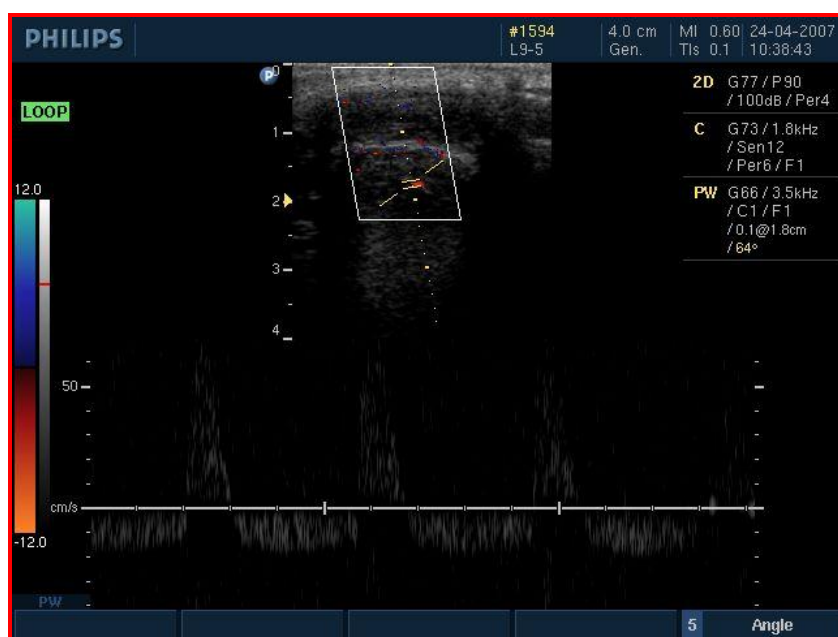 PHILIPS
#1594
L9-5
4.0 cm
Gen.
MI 0.60
TIs 0.1
24-04-2007
10:38:43
LOOP
P
0
1
2
3
4
2D G77 / P90
/ 100dB / Per4
C G73 / 1.8kHz
/ Sen12
/ Per6 / F1
PW G66 / 3.5kHz
/ C1 / F1
/ 0.1@1.8cm
/ 64°
12.0
-12.0
50
cm/s
PW
5 Angle